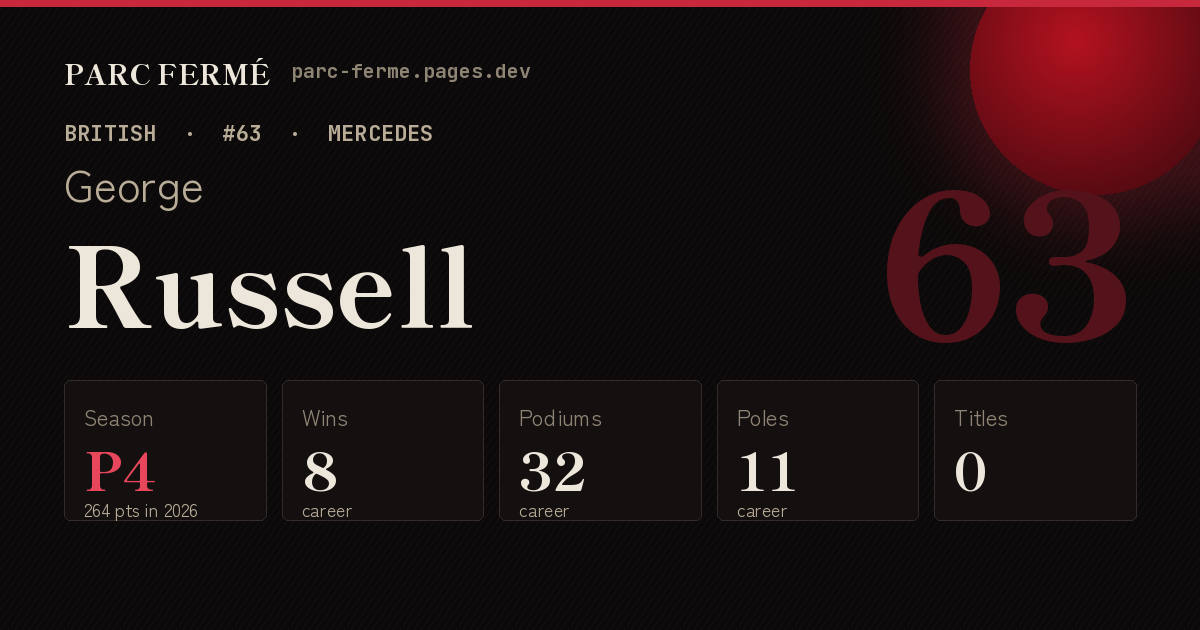 PARC FERMÉ parc-ferme.pages.dev
BRITISH · #63 · MERCEDES
George
Russell
63
Season Wins Podiums Poles Titles
P4 8 32 11 0
264 pts in 2026 career career career